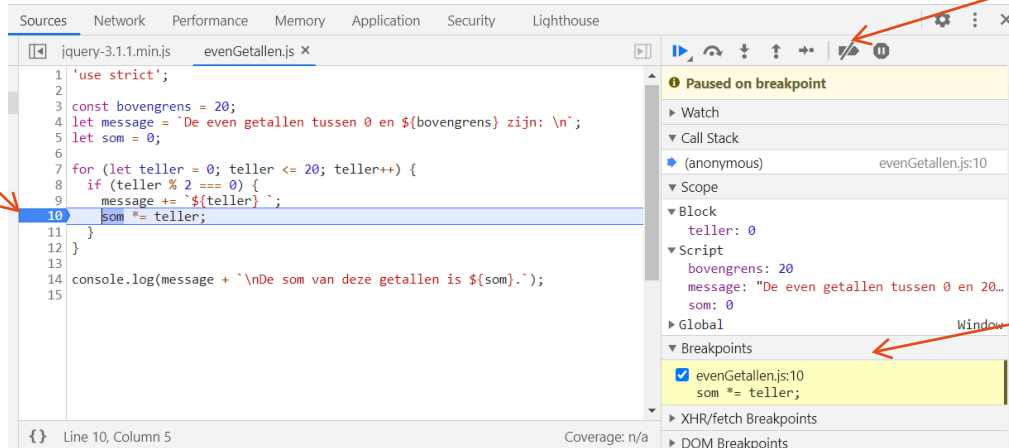 Sources Network Performance Memory Application Security Lighthouse
jquery-3.1.1.min.js evenGetallen.js ×
1 'use strict';
2
3 const bovengrens = 20;
4 let message = `De even getallen tussen 0 en ${bovengrens} zijn: \n`;
5 let som = 0;
6
7 for (let teller = 0; teller <= 20; teller++) {
8 if (teller % 2 === 0) {
9 message += `${teller} `;
10 som *= teller;
11 }
12 }
13
14 console.log(message + `\nDe som van deze getallen is ${som}.`);
15
{} Line 10, Column 5 Coverage: n/a
Paused on breakpoint
Watch
Call Stack
(anonymous) evenGetallen.js:10
Scope
Block
teller: 0
Script
bovengrens: 20
message: "De even getallen tussen 0 en 20…
som: 0
Global Window
Breakpoints
evenGetallen.js:10
som *= teller;
XHR/fetch Breakpoints
DOM Breakpoints